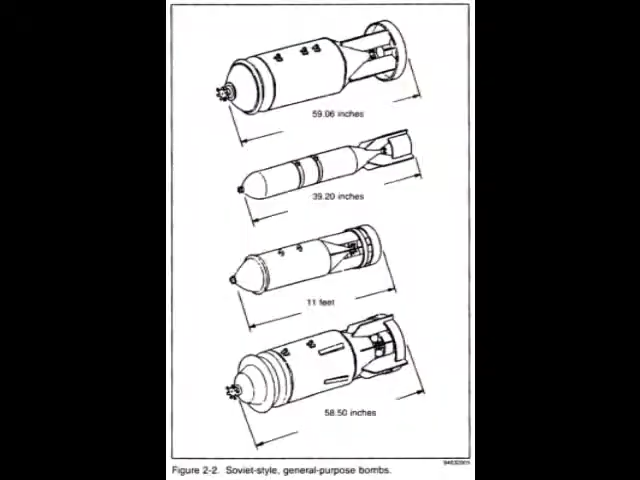 59.06 inches
39.20 inches
11 feet
58.50 inches
Figure 2-2. Soviet-style, general-purpose bombs.